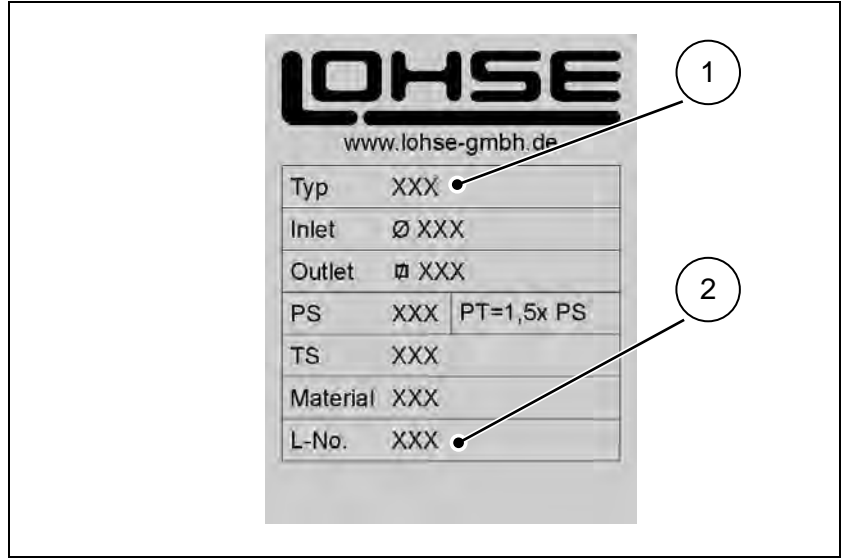 LOHSE
1
www.lohse-gmbh.de
Typ XXX
Inlet Ø XXX
Outlet ⌷ XXX
PS XXX PT=1,5x PS
2
TS XXX
Material XXX
L-No. XXX